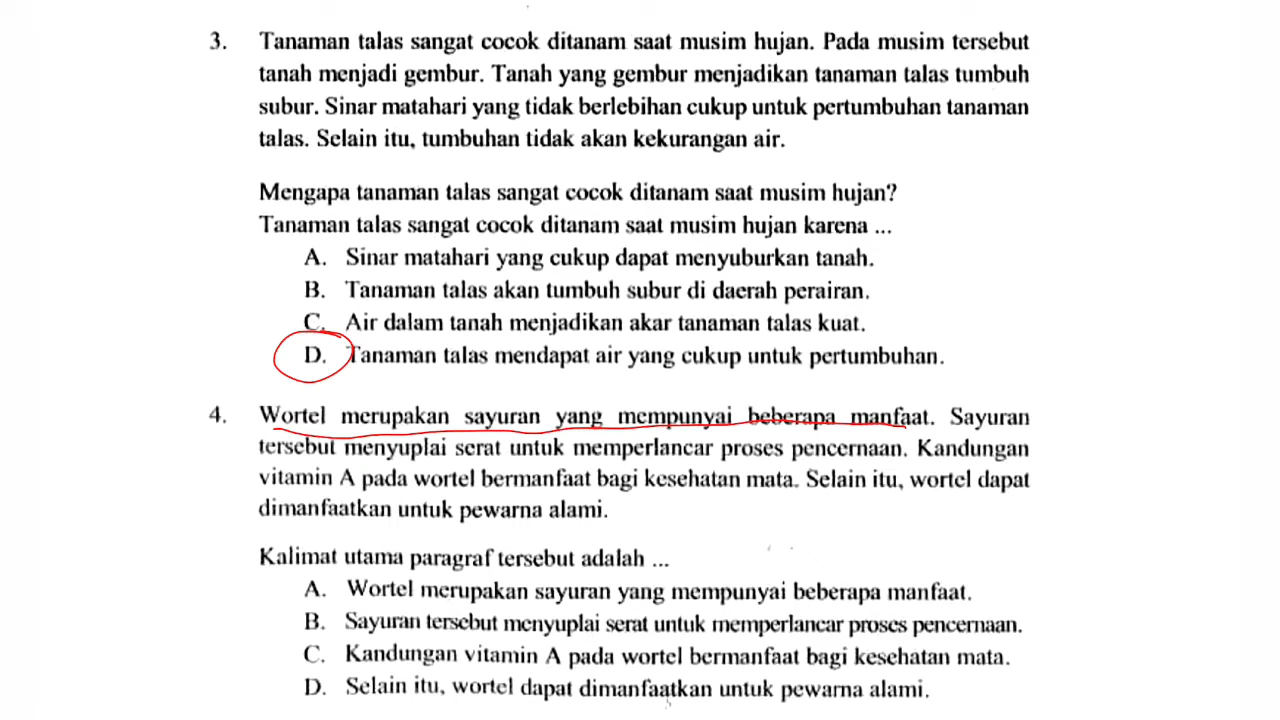 3. Tanaman talas sangat cocok ditanam saat musim hujan. Pada musim tersebut
tanah menjadi gembur. Tanah yang gembur menjadikan tanaman talas tumbuh
subur. Sinar matahari yang tidak berlebihan cukup untuk pertumbuhan tanaman
talas. Selain itu, tumbuhan tidak akan kekurangan air.
Mengapa tanaman talas sangat cocok ditanam saat musim hujan?
Tanaman talas sangat cocok ditanam saat musim hujan karena ...
A. Sinar matahari yang cukup dapat menyuburkan tanah.
B. Tanaman talas akan tumbuh subur di daerah perairan.
C. Air dalam tanah menjadikan akar tanaman talas kuat.
D. Tanaman talas mendapat air yang cukup untuk pertumbuhan.
4. Wortel merupakan sayuran yang mempunyai beberapa manfaat. Sayuran
tersebut menyuplai serat untuk memperlancar proses pencernaan. Kandungan
vitamin A pada wortel bermanfaat bagi kesehatan mata. Selain itu, wortel dapat
dimanfaatkan untuk pewarna alami.
Kalimat utama paragraf tersebut adalah ...
A. Wortel merupakan sayuran yang mempunyai beberapa manfaat.
B. Sayuran tersebut menyuplai serat untuk memperlancar proses pencernaan.
C. Kandungan vitamin A pada wortel bermanfaat bagi kesehatan mata.
D. Selain itu, wortel dapat dimanfaatkan untuk pewarna alami.